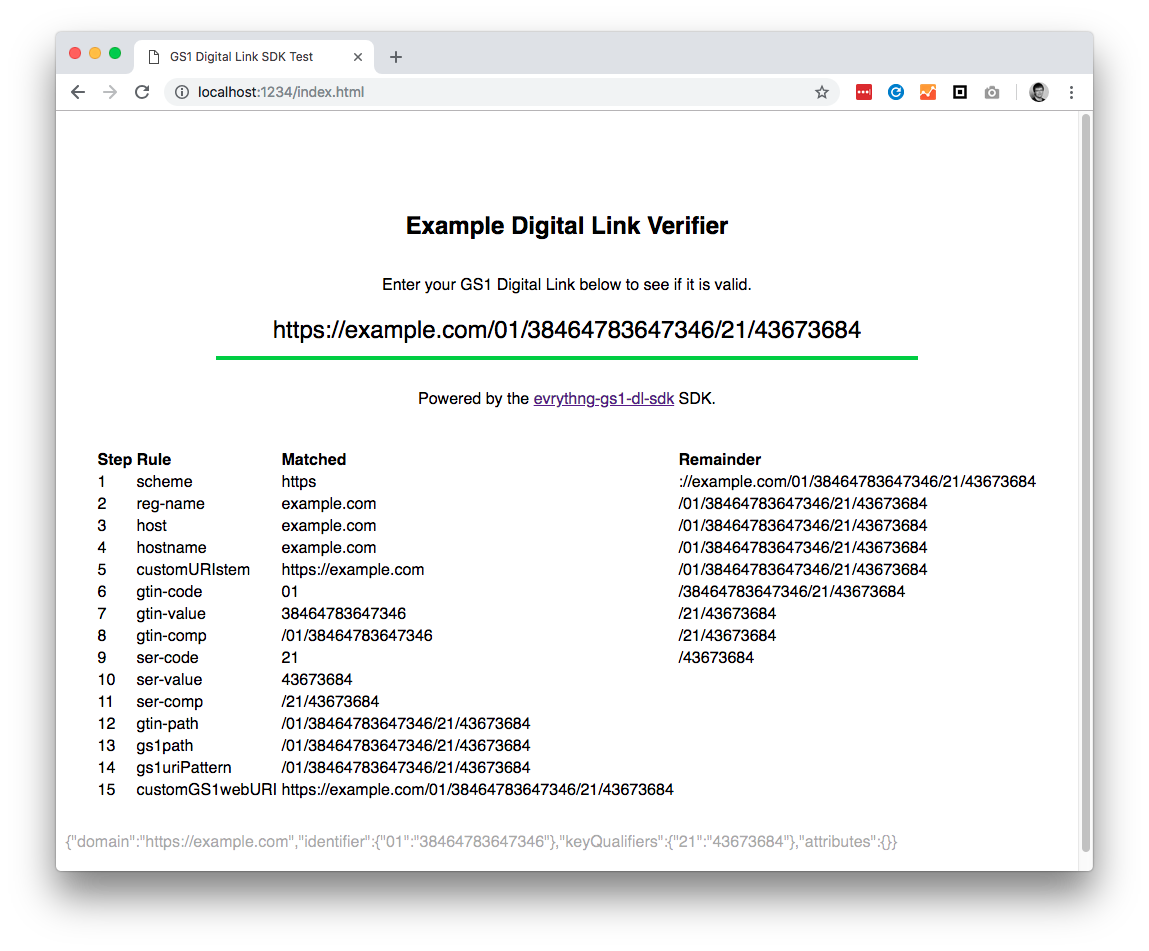 GS1 Digital Link SDK Test
localhost:1234/index.html
Example Digital Link Verifier
Enter your GS1 Digital Link below to see if it is valid.
https://example.com/01/38464783647346/21/43673684
Powered by the evrythng-gs1-dl-sdk SDK.
Step Rule Matched Remainder
1 scheme https ://example.com/01/38464783647346/21/43673684
2 reg-name example.com /01/38464783647346/21/43673684
3 host example.com /01/38464783647346/21/43673684
4 hostname example.com /01/38464783647346/21/43673684
5 customURIstem https://example.com /01/38464783647346/21/43673684
6 gtin-code 01 /38464783647346/21/43673684
7 gtin-value 38464783647346 /21/43673684
8 gtin-comp /01/38464783647346 /21/43673684
9 ser-code 21 /43673684
10 ser-value 43673684
11 ser-comp /21/43673684
12 gtin-path /01/38464783647346/21/43673684
13 gs1path /01/38464783647346/21/43673684
14 gs1uriPattern /01/38464783647346/21/43673684
15 customGS1webURI https://example.com/01/38464783647346/21/43673684
{"domain":"https://example.com","identifier":{"01":"38464783647346"},"keyQualifiers":{"21":"43673684"},"attributes":{}}